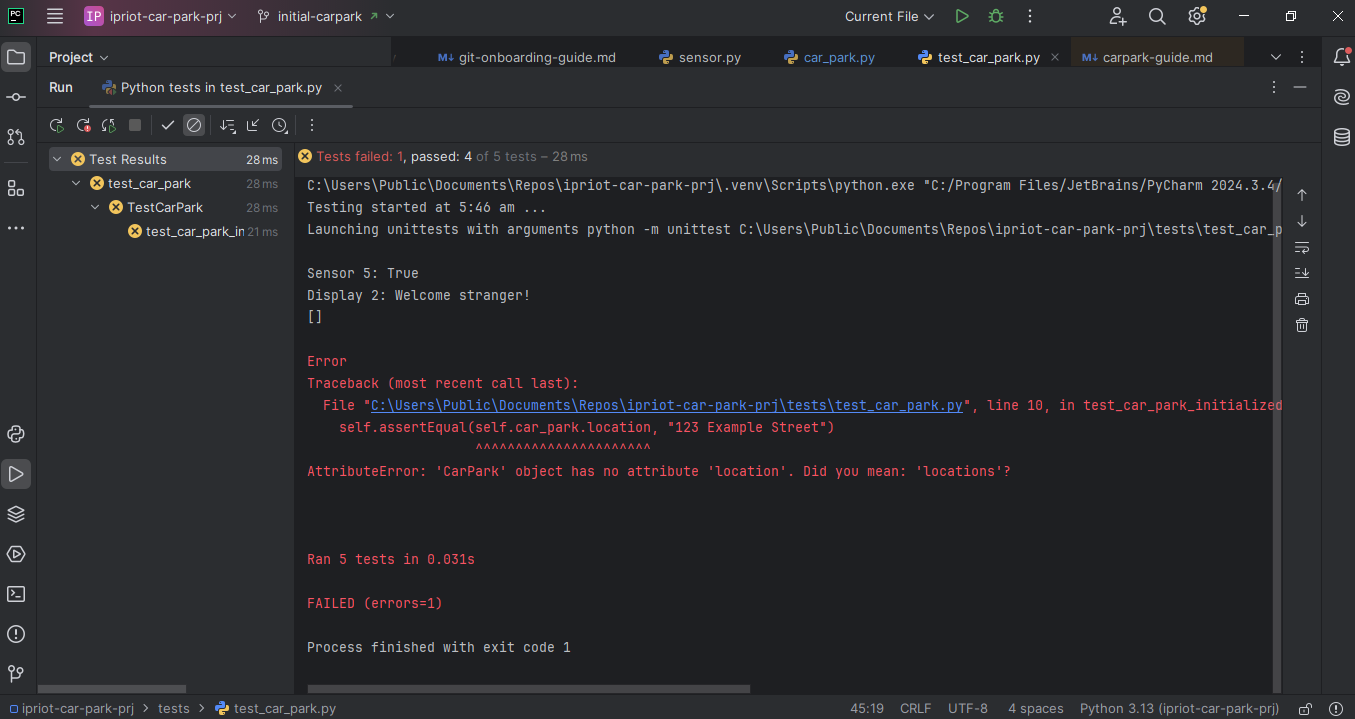 PC
IP ipriot-car-park-prj
initial-carpark
Current File
Project
git-onboarding-guide.md
sensor.py
car_park.py
test_car_park.py
carpark-guide.md
Run
Python tests in test_car_park.py
Test Results 28 ms
test_car_park 28 ms
TestCarPark 28 ms
test_car_park_in 21 ms
Tests failed: 1, passed: 4 of 5 tests – 28 ms
C:\Users\Public\Documents\Repos\ipriot-car-park-prj\.venv\Scripts\python.exe "C:/Program Files/JetBrains/PyCharm 2024.3.4/
Testing started at 5:46 am ...
Launching unittests with arguments python -m unittest C:\Users\Public\Documents\Repos\ipriot-car-park-prj\tests\test_car_p
Sensor 5: True
Display 2: Welcome stranger!
[]
Error
Traceback (most recent call last):
File "C:\Users\Public\Documents\Repos\ipriot-car-park-prj\tests\test_car_park.py", line 10, in test_car_park_initialized
self.assertEqual(self.car_park.location, "123 Example Street")
^^^^^^^^^^^^^^^^^^^^^^
AttributeError: 'CarPark' object has no attribute 'location'. Did you mean: 'locations'?
Ran 5 tests in 0.031s
FAILED (errors=1)
Process finished with exit code 1
ipriot-car-park-prj > tests > test_car_park.py
45:19 CRLF UTF-8 4 spaces Python 3.13 (ipriot-car-park-prj)